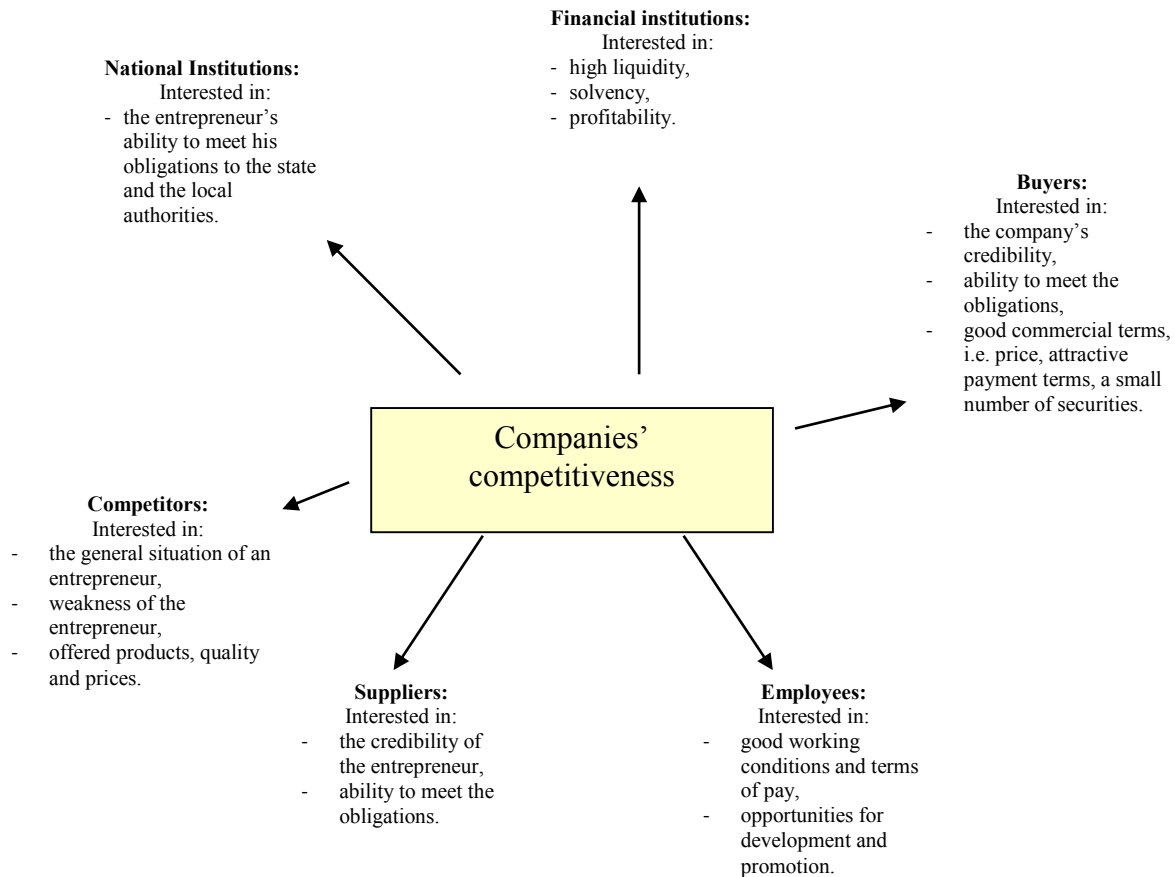 Financial institutions:
Interested in:
- high liquidity,
- solvency,
- profitability.
National Institutions:
Interested in:
- the entrepreneur's
ability to meet his
obligations to the state
and the local
authorities.
Buyers:
Interested in:
- the company's
credibility,
- ability to meet the
obligations,
- good commercial terms,
i.e. price, attractive
payment terms, a small
number of securities.
Companies'
competitiveness
Competitors:
Interested in:
- the general situation of an
entrepreneur,
- weakness of the
entrepreneur,
- offered products, quality
and prices.
Suppliers:
Interested in:
- the credibility of
the entrepreneur,
- ability to meet the
obligations.
Employees:
Interested in:
- good working
conditions and terms
of pay,
- opportunities for
development and
promotion.